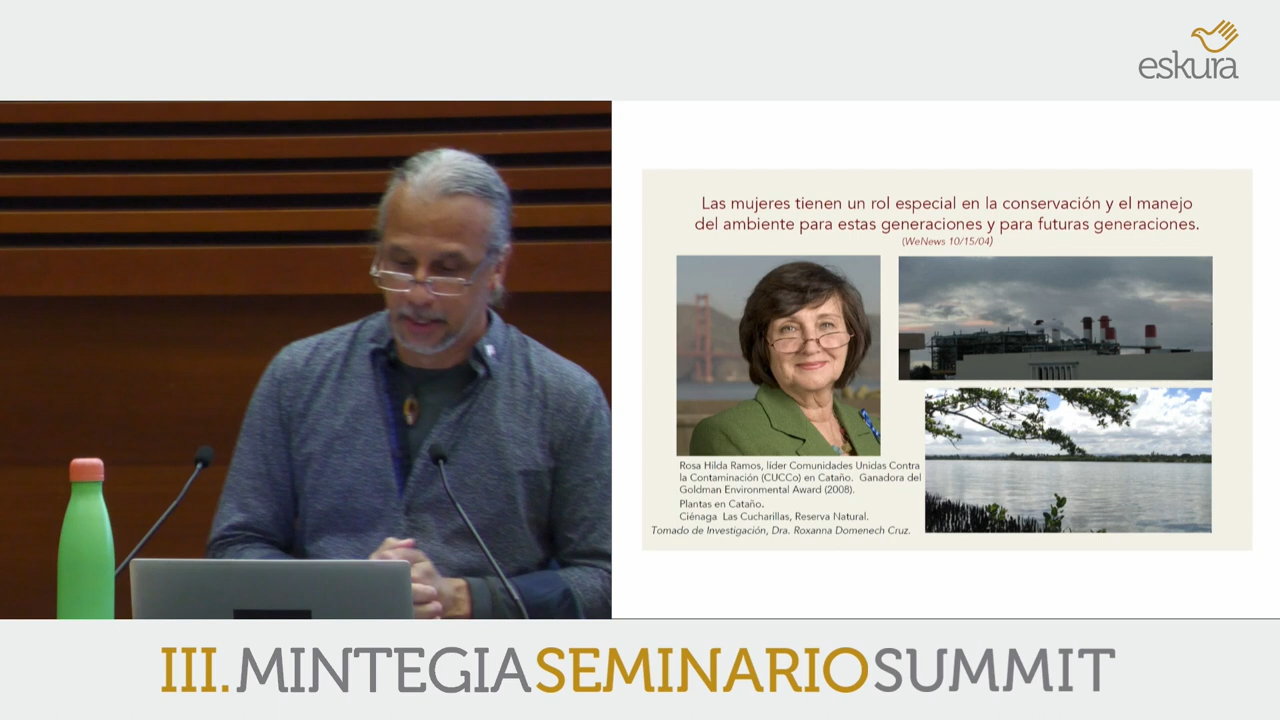 eskura
Las mujeres tienen un rol especial en la conservación y el manejo
del ambiente para estas generaciones y para futuras generaciones.
(WeNews 10/15/04)
Rosa Hilda Ramos, líder Comunidades Unidas Contra
la Contaminación (CUCCo) en Cataño. Ganadora del
Goldman Environmental Award (2008).
Plantas en Cataño.
Ciénaga Las Cucharillas, Reserva Natural.
Tomado de Investigación, Dra. Roxanna Domenech Cruz.
III.MINTEGIASEMINARIOSUMMIT